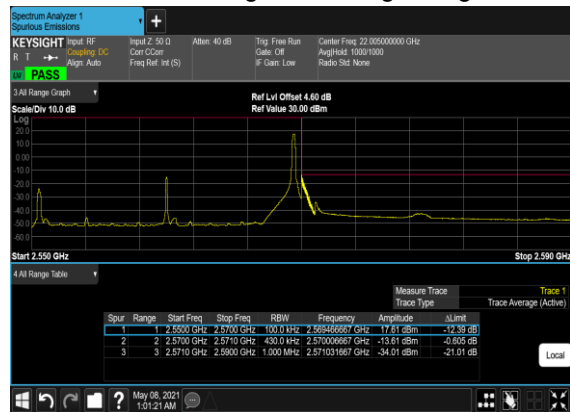 Spectrum Analyzer 1
Spurious Emissions
KEYSIGHT Input: RF Input Z: 50 Ω Atten: 40 dB Trig: Free Run Center Freq: 22.005000000 GHz
R T Coupling: DC Corr CCorr Gate: Off Avg|Hold: 1000/1000
Align: Auto Freq Ref: Int (S) IF Gain: Low Radio Std: None
LW PASS
3 All Range Graph
Ref Lvl Offset 4.60 dB
Scale/Div 10.0 dB Ref Value 30.00 dBm
Log
20.0
10.0
0.00
-10.0
-20.0
-30.0
-40.0
-50.0
-60.0
Start 2.550 GHz Stop 2.590 GHz
4 All Range Table
Measure Trace Trace 1
Trace Type Trace Average (Active)
Spur Range Start Freq Stop Freq RBW Frequency Amplitude ΔLimit
1 1 2.5500 GHz 2.5700 GHz 100.0 kHz 2.569466667 GHz 17.61 dBm -12.39 dB
2 2 2.5700 GHz 2.5710 GHz 430.0 kHz 2.570006667 GHz -13.61 dBm -0.605 dB
3 3 2.5710 GHz 2.5900 GHz 1.000 MHz 2.571031667 GHz -34.01 dBm -21.01 dB
Local
May 08, 2021
1:01:21 AM